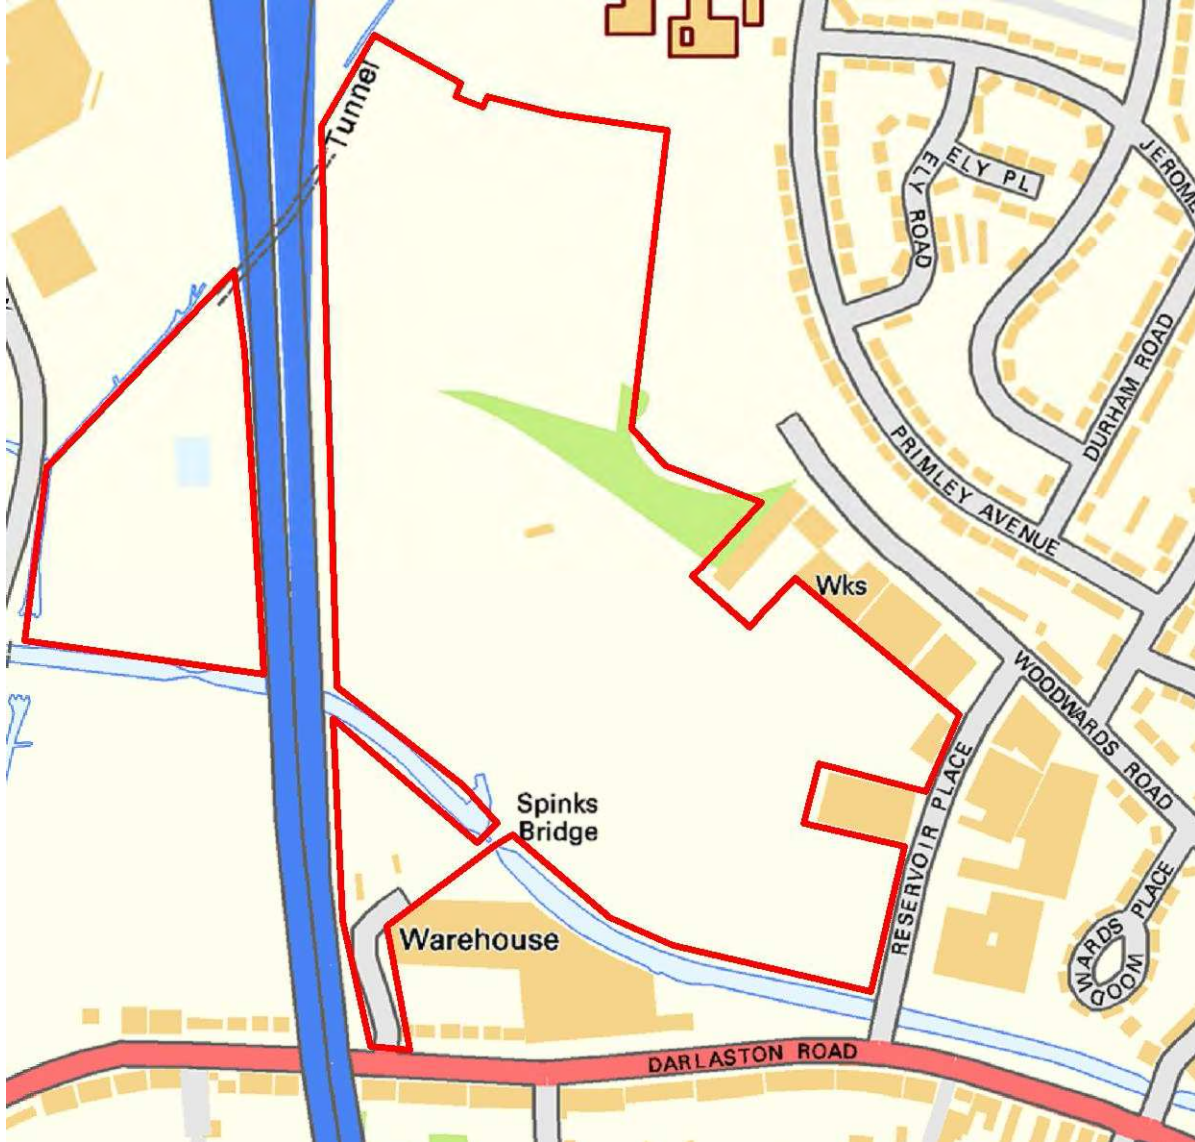 Tunnel
ELY PL
ELY ROAD
JEROME
DURHAM ROAD
PRIMLEY AVENUE
Wks
WOODWARDS ROAD
RESERVOIR PLACE
Spinks
Bridge
WOODWARDS PLACE
Warehouse
DARLASTON ROAD